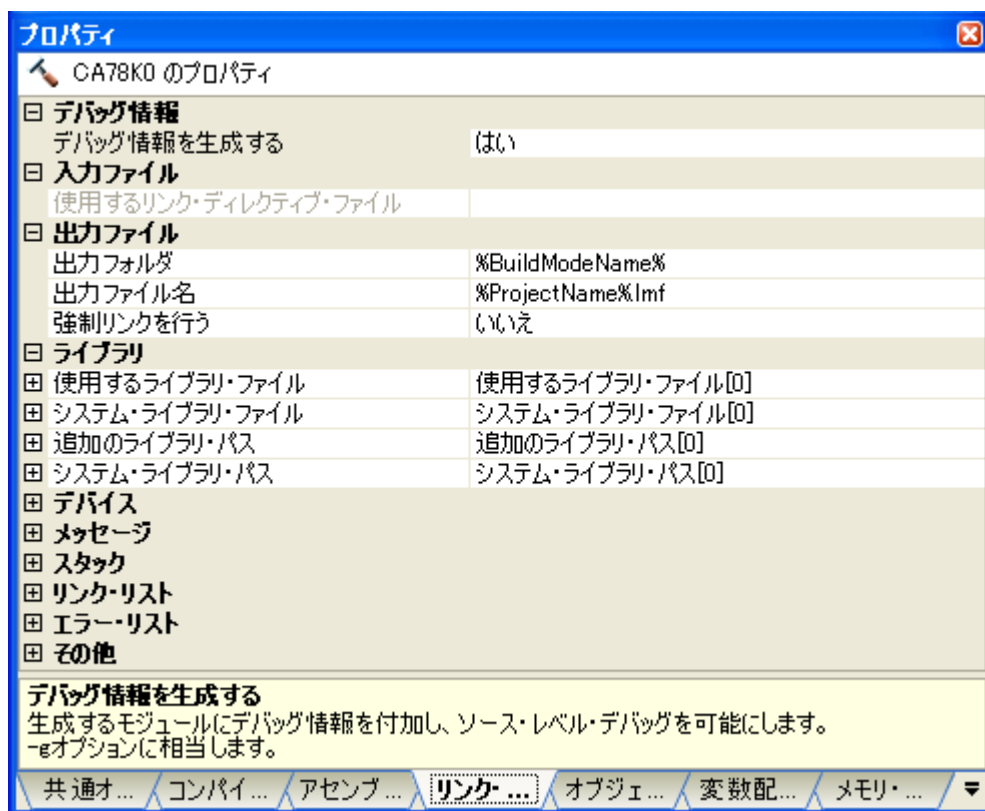 プロパティ
CA78K0 のプロパティ
デバッグ情報
デバッグ情報を生成する はい
入力ファイル
使用するリンク・ディレクティブ・ファイル
出力ファイル
出力フォルダ %BuildModeName%
出力ファイル名 %ProjectName%.lmf
強制リンクを行う いいえ
ライブラリ
使用するライブラリ・ファイル 使用するライブラリ・ファイル[0]
システム・ライブラリ・ファイル システム・ライブラリ・ファイル[0]
追加のライブラリ・パス 追加のライブラリ・パス[0]
システム・ライブラリ・パス システム・ライブラリ・パス[0]
デバイス
メッセージ
スタック
リンク・リスト
エラー・リスト
その他
デバッグ情報を生成する
生成するモジュールにデバッグ情報を付加し、ソース・レベル・デバッグを可能にします。
-gオプションに相当します。
共通オ... コンパイ... アセンブ... リンク・... オブジェ... 変数配... メモリ・...